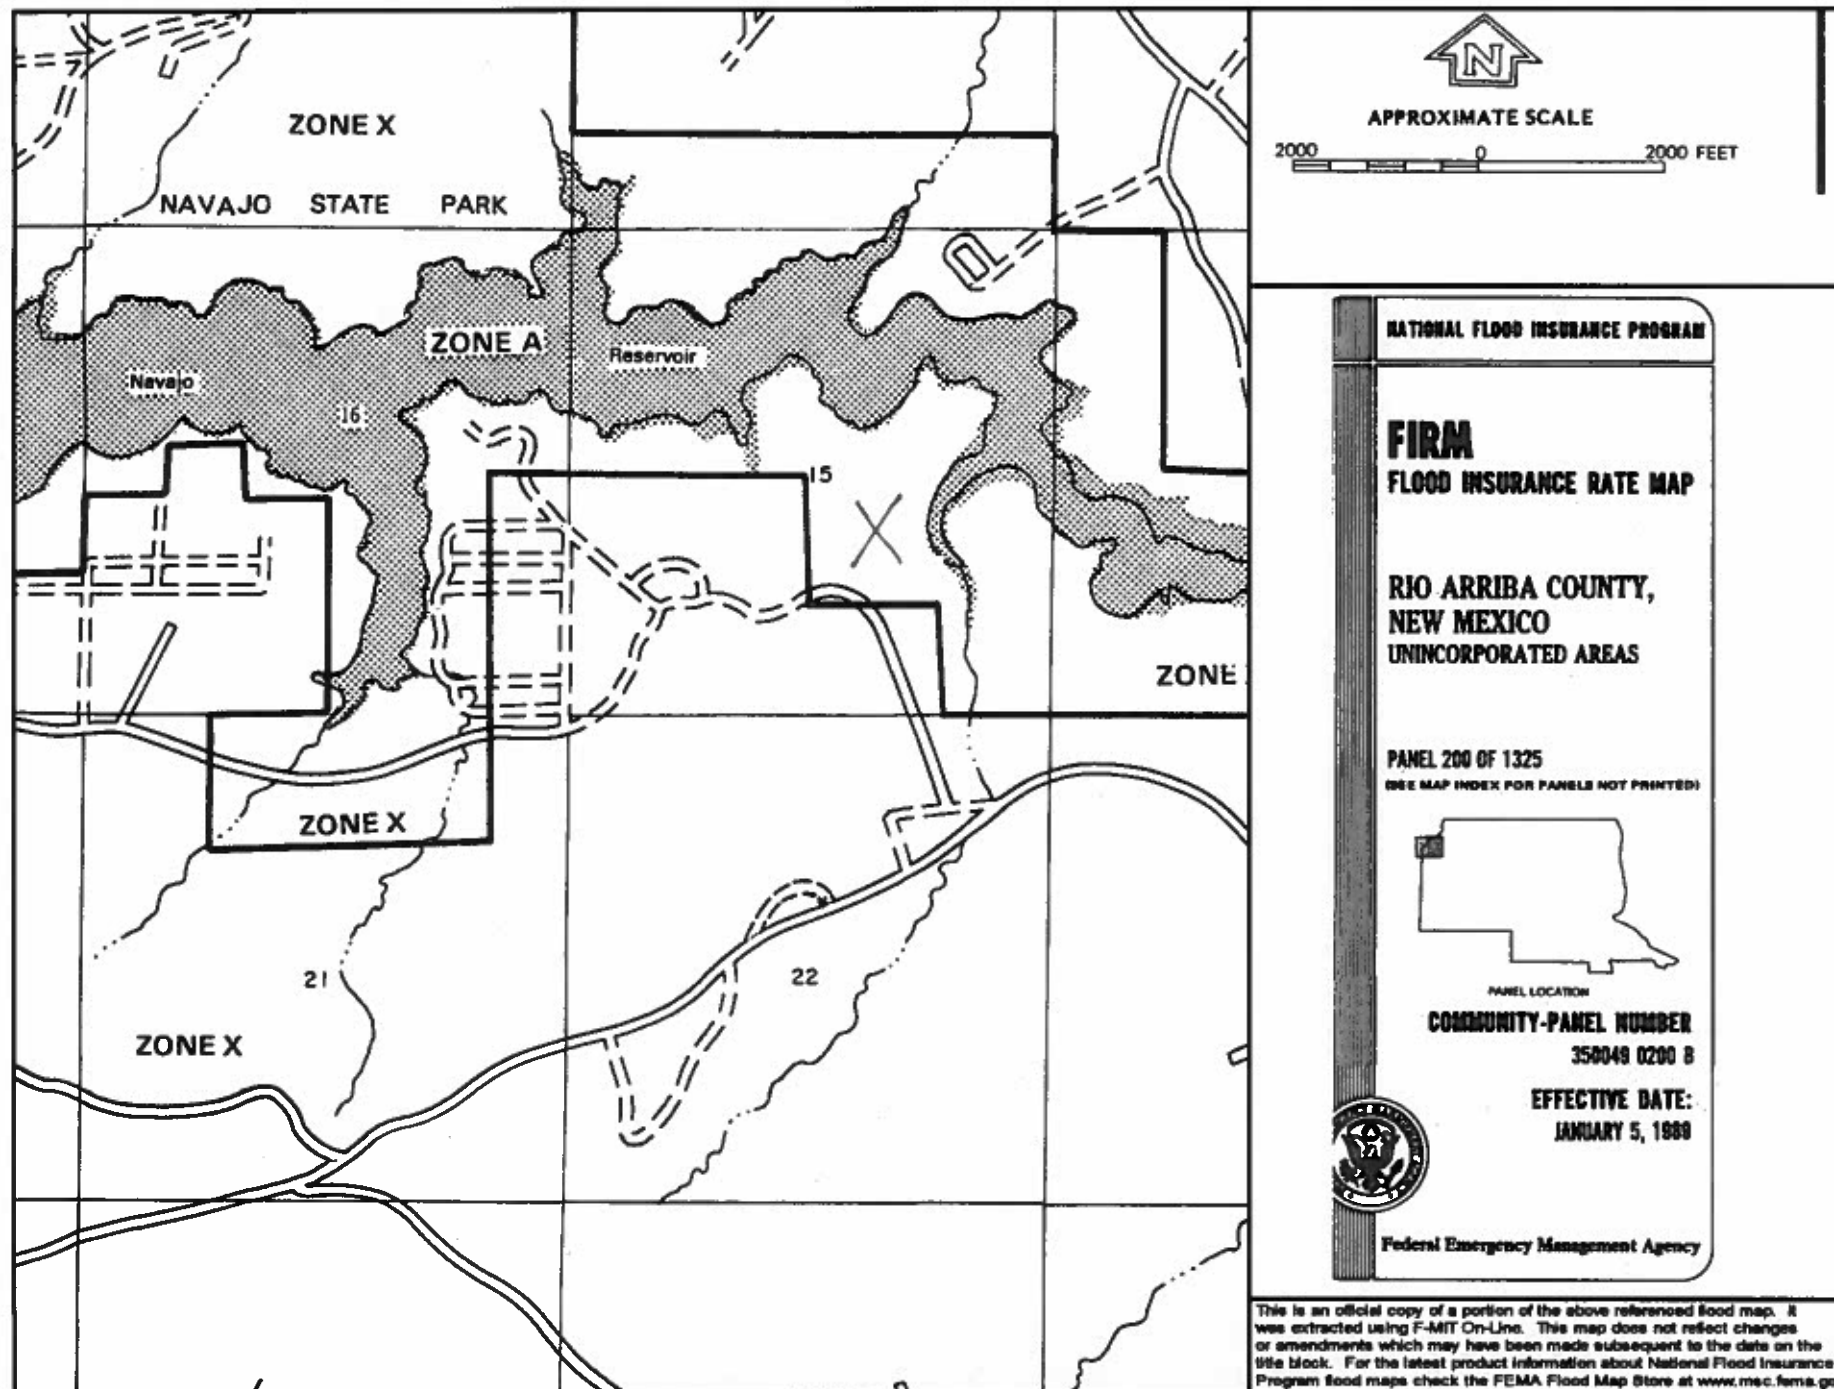 ZONE X
NAVAJO STATE PARK
ZONE A
Reservoir
Navajo
16
15
ZONE
ZONE X
21
22
ZONE X
N
APPROXIMATE SCALE
2000 0 2000 FEET
NATIONAL FLOOD INSURANCE PROGRAM
FIRM
FLOOD INSURANCE RATE MAP
RIO ARRIBA COUNTY,
NEW MEXICO
UNINCORPORATED AREAS
PANEL 200 OF 1325
(SEE MAP INDEX FOR PANELS NOT PRINTED)
PANEL LOCATION
COMMUNITY-PANEL NUMBER
350049 0200 B
EFFECTIVE DATE:
JANUARY 5, 1989
Federal Emergency Management Agency
This is an official copy of a portion of the above referenced flood map. It
was extracted using F-MIT On-Line. This map does not reflect changes
or amendments which may have been made subsequent to the date on the
title block. For the latest product information about National Flood Insurance
Program flood maps check the FEMA Flood Map Store at www.msc.fema.go